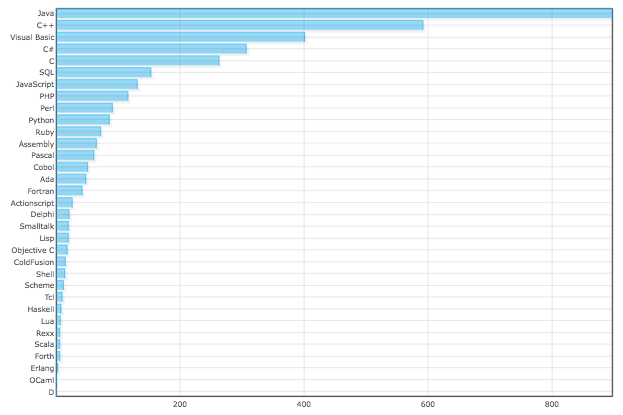 Java
C++
Visual Basic
C#
C
SQL
JavaScript
PHP
Perl
Python
Ruby
Assembly
Pascal
Cobol
Ada
Fortran
Actionscript
Delphi
Smalltalk
Lisp
Objective C
ColdFusion
Shell
Scheme
Tcl
Haskell
Lua
Rexx
Scala
Forth
Erlang
OCaml
D
200 400 600 800